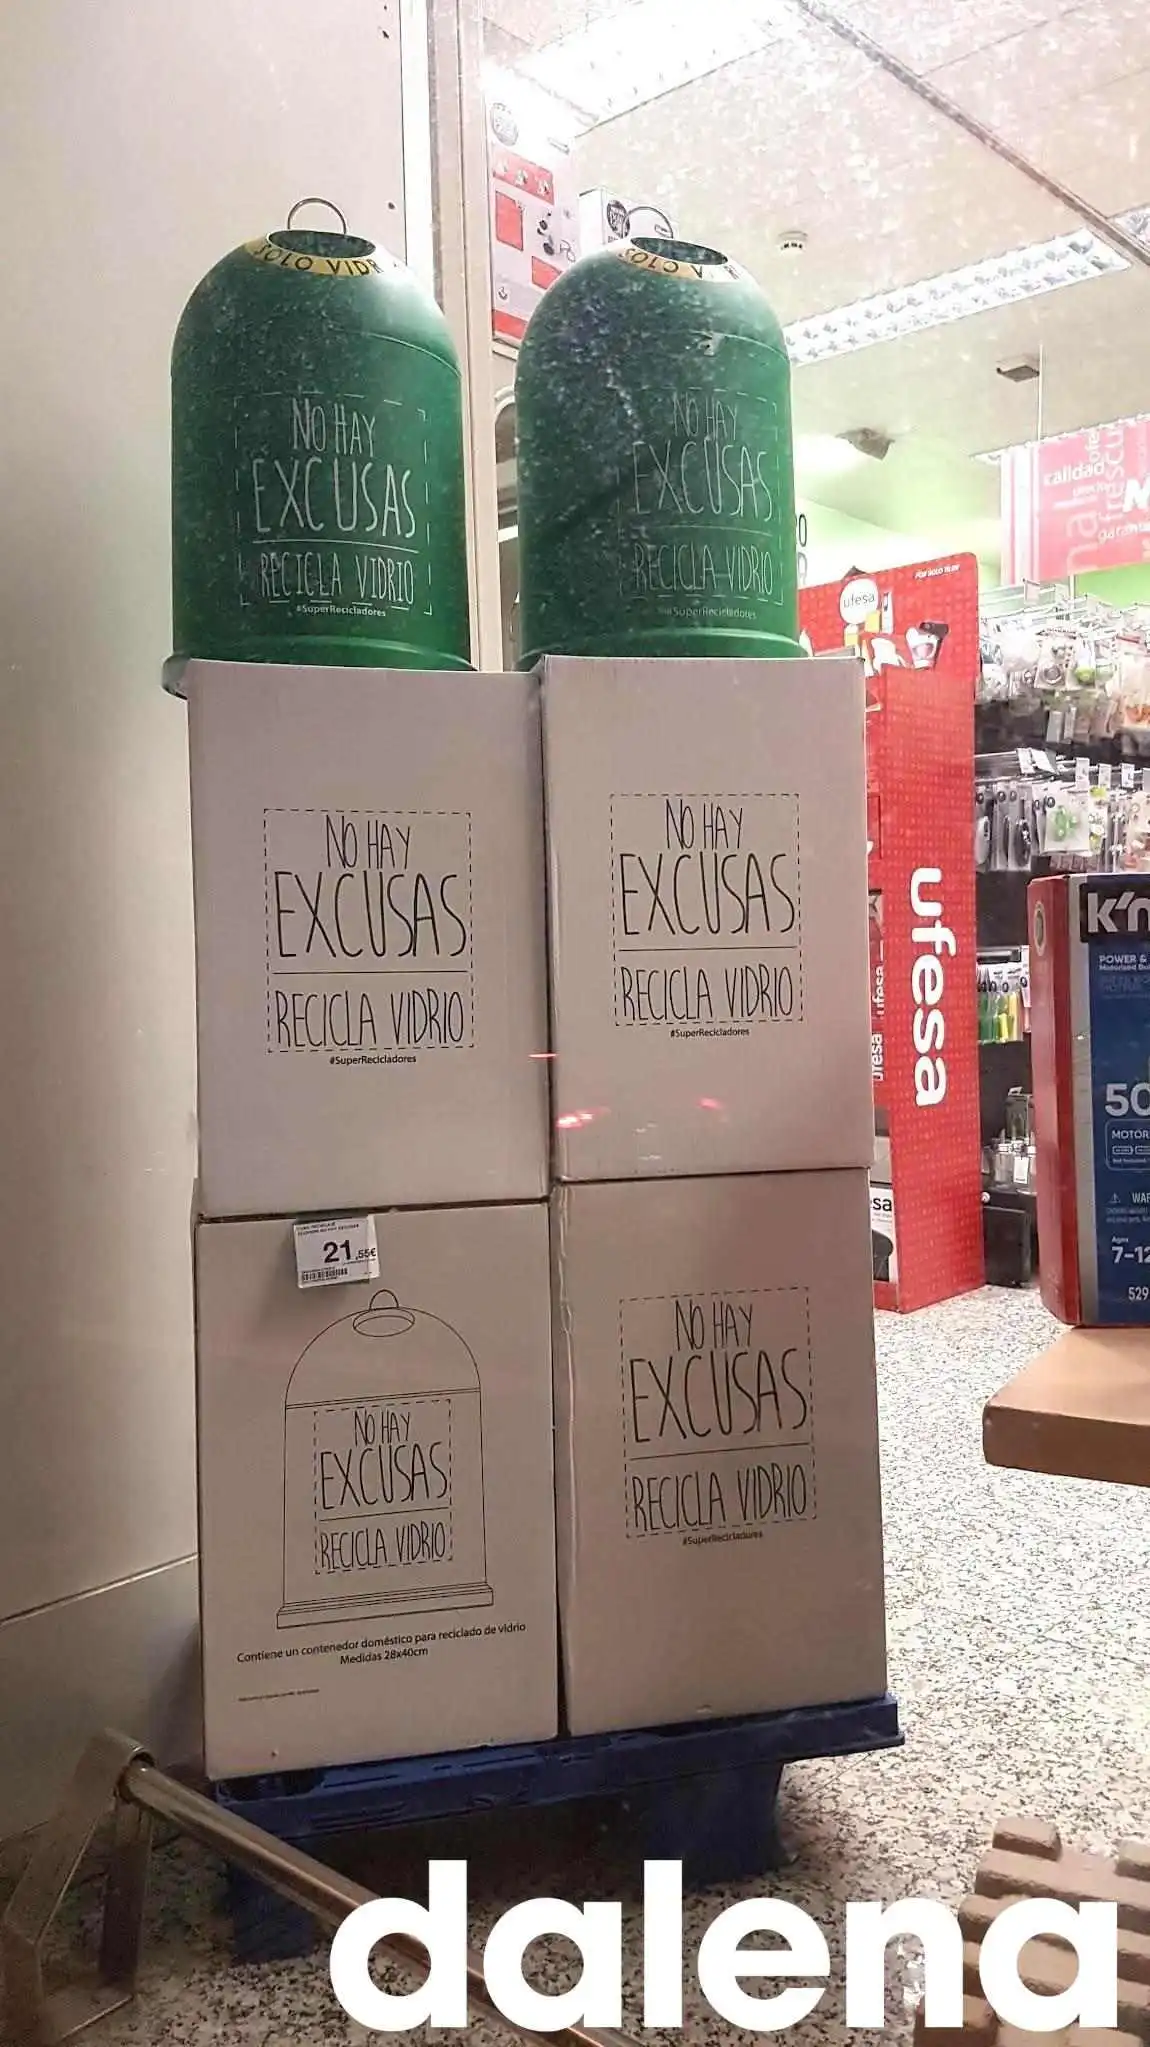 SOLO VIDR
NO HAY
EXCUSAS
RECICLA VIDRIO
#SuperRecicladores
SOLO V
NO HAY
EXCUSAS
RECICLA VIDRIO
#SuperRecicladores
calidad
garantía
ufesa
NO HAY
EXCUSAS
RECICLA VIDRIO
#SuperRecicladores
NO HAY
EXCUSAS
RECICLA VIDRIO
#SuperRecicladores
ufesa
ufesa
ufesa
K'n
POWER &
50
MOTOR
WAR
Ages
7-12
529
21,55€
NO HAY
EXCUSAS
RECICLA VIDRIO
Contiene un contenedor doméstico para reciclado de vidrio
Medidas 28x40cm
NO HAY
EXCUSAS
RECICLA VIDRIO
#SuperRecicladores
dalena